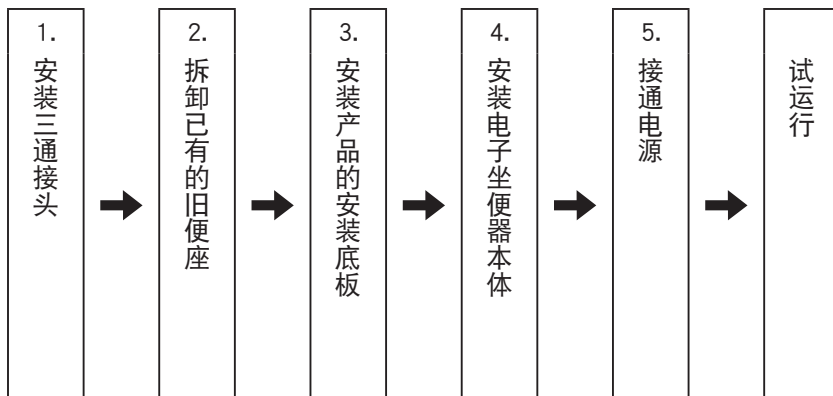 1.
安装三通接头
2.
拆卸已有的旧便座
3.
安装产品的安装底板
4.
安装电子坐便器本体
5.
接通电源
试运行